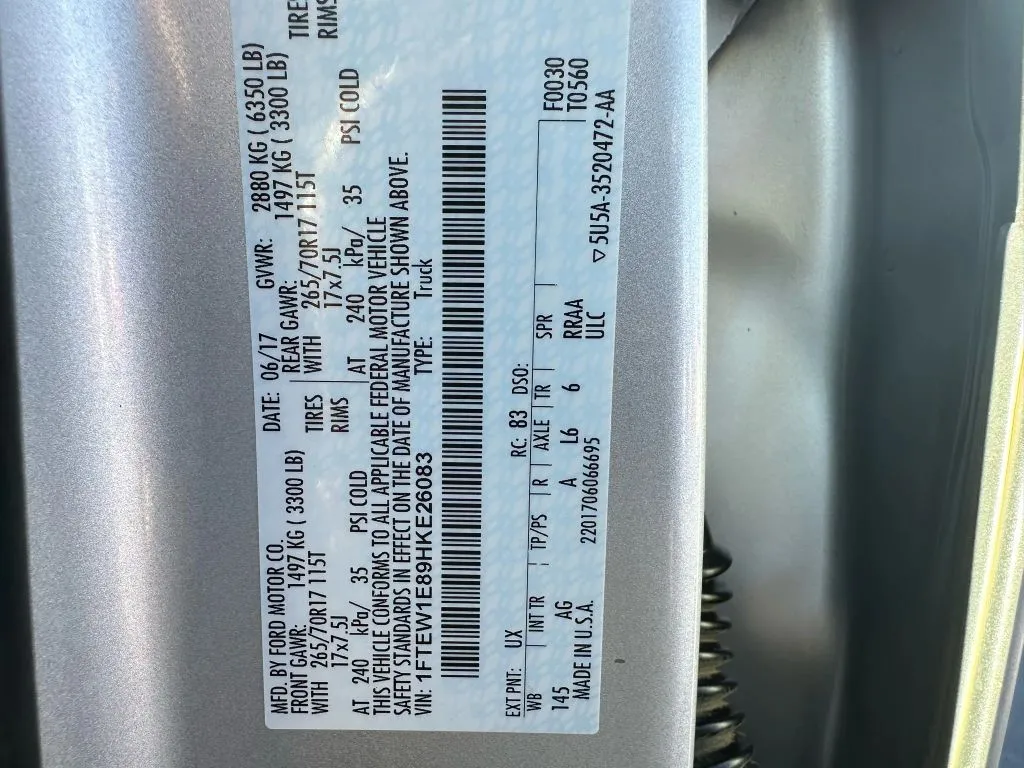 MFD. BY FORD MOTOR CO. DATE: 06/17 GVWR: 2880 KG ( 6350 LB)
FRONT GAWR: 1497 KG ( 3300 LB) REAR GAWR: 1497 KG ( 3300 LB)
WITH 265/70R17 115T TIRES WITH 265/70R17 115T TIRE
17x7.5J RIMS 17x7.5J RIMS
AT 240 kPa/ 35 PSI COLD AT 240 kPa/ 35 PSI COLD
THIS VEHICLE CONFORMS TO ALL APPLICABLE FEDERAL MOTOR VEHICLE
SAFETY STANDARDS IN EFFECT ON THE DATE OF MANUFACTURE SHOWN ABOVE.
VIN: 1FTEW1E89HKE26083 TYPE: Truck
EXT PNT: UX RC: 83 DSO:
WB INT TR TP/PS R AXLE TR SPR F0030
145 AG A L6 6 RRAA T0560
MADE IN U.S.A. 220170606066​95 ULC ▽5U5A-3520472-AA